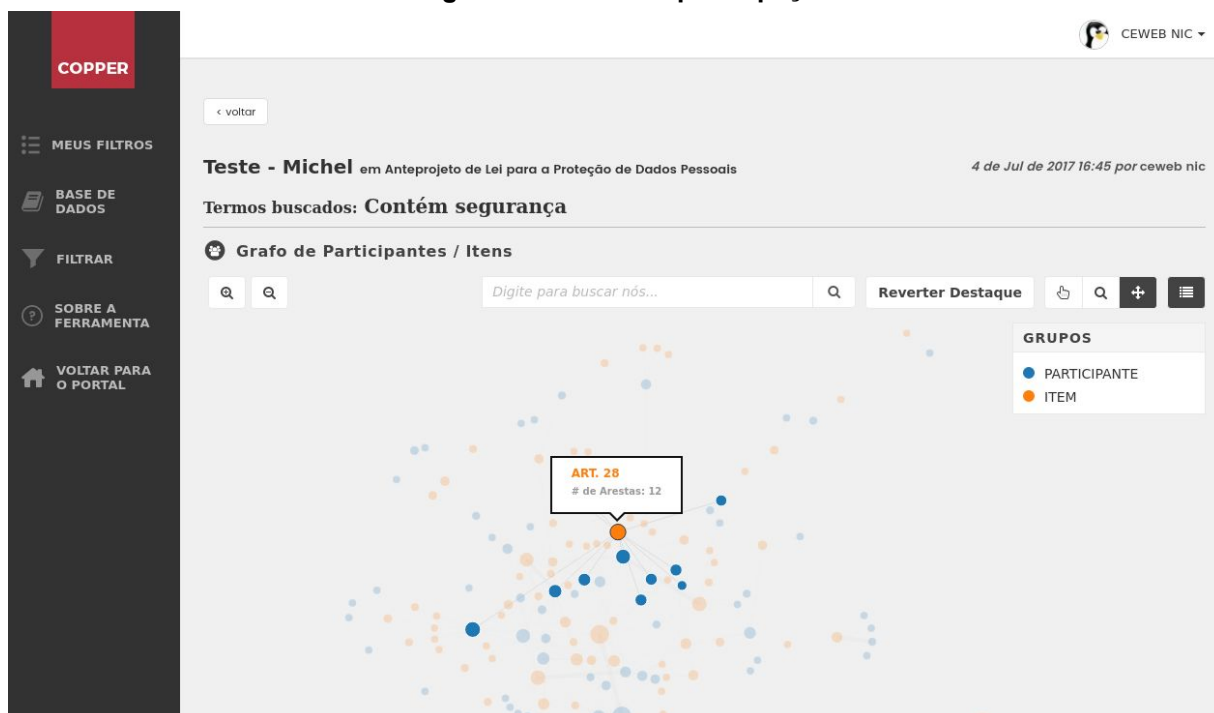 COPPER
CEWEB NIC
‹ voltar
MEUS FILTROS
BASE DE
DADOS
FILTRAR
SOBRE A
FERRAMENTA
VOLTAR PARA
O PORTAL
Teste - Michel em Anteprojeto de Lei para a Proteção de Dados Pessoais
4 de Jul de 2017 16:45 por ceweb nic
Termos buscados: Contém segurança
Grafo de Participantes / Itens
Digite para buscar nós...
Reverter Destaque
GRUPOS
PARTICIPANTE
ITEM
ART. 28
# de Arestas: 12